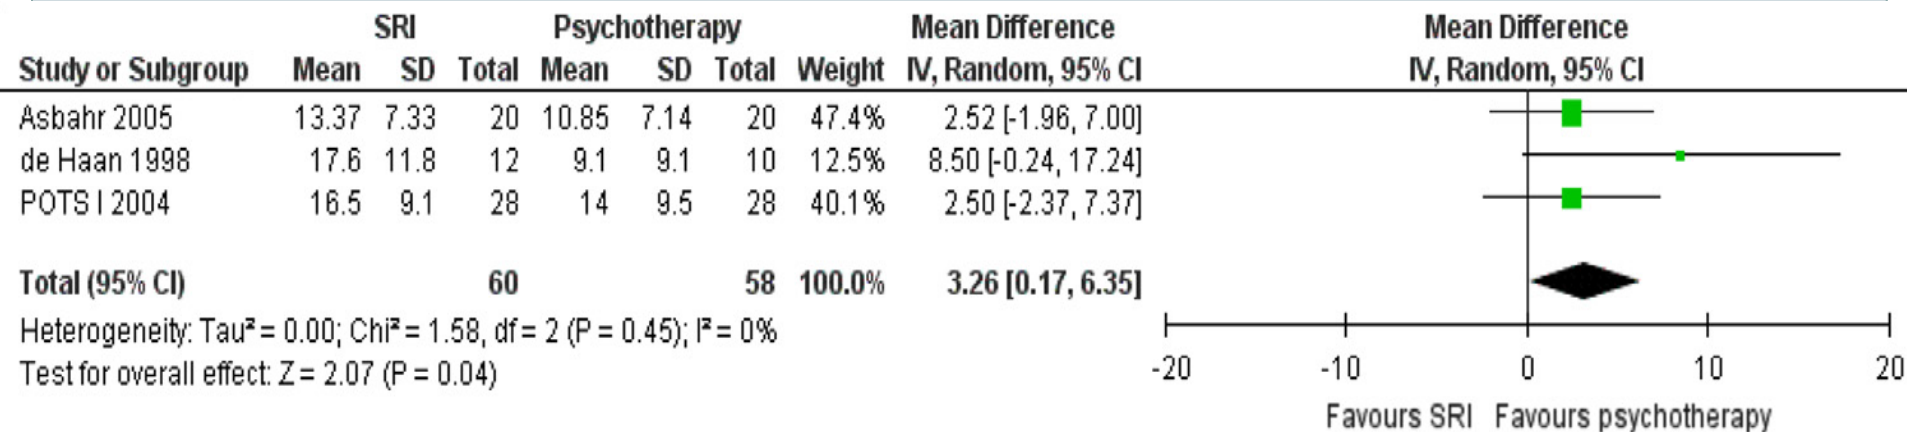 SRI Psychotherapy Mean Difference Mean Difference
Study or Subgroup Mean SD Total Mean SD Total Weight IV, Random, 95% CI IV, Random, 95% CI
Asbahr 2005 13.37 7.33 20 10.85 7.14 20 47.4% 2.52 [-1.96, 7.00]
de Haan 1998 17.6 11.8 12 9.1 9.1 10 12.5% 8.50 [-0.24, 17.24]
POTS I 2004 16.5 9.1 28 14 9.5 28 40.1% 2.50 [-2.37, 7.37]
Total (95% CI) 60 58 100.0% 3.26 [0.17, 6.35]
Heterogeneity: Tau² = 0.00; Chi² = 1.58, df = 2 (P = 0.45); I² = 0%
Test for overall effect: Z = 2.07 (P = 0.04)
-20 -10 0 10 20
Favours SRI Favours psychotherapy